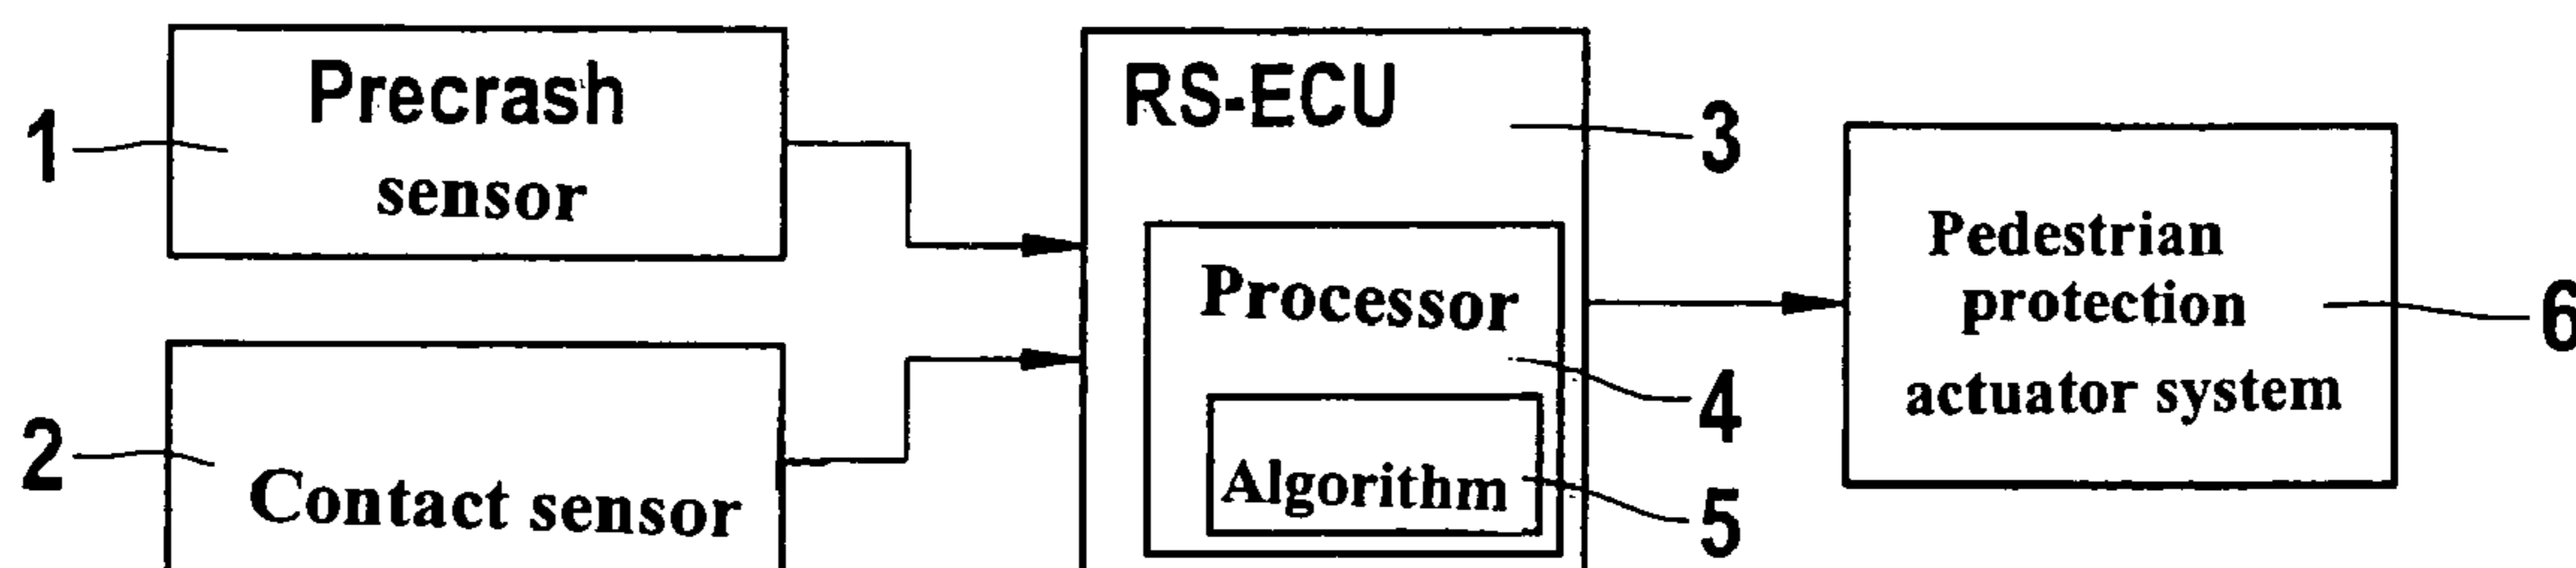 1
Precrash
sensor
2
Contact sensor
RS-ECU
3
Processor
4
Algorithm
5
Pedestrian
protection
actuator system
6